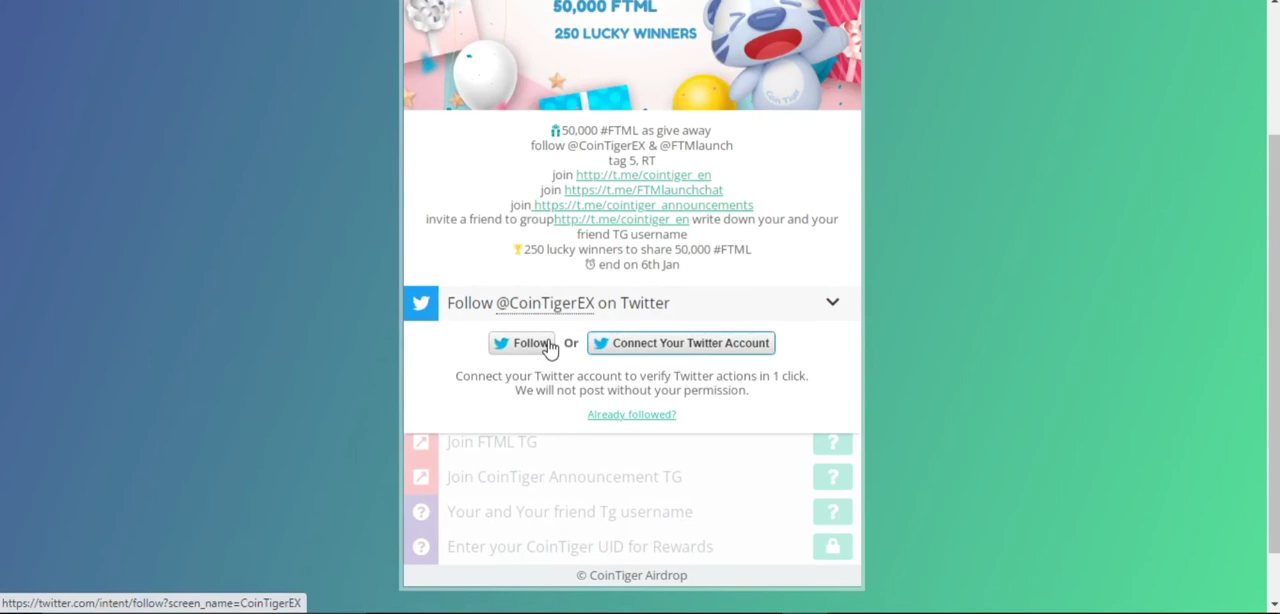 50,000 FTML
250 LUCKY WINNERS
CoinTiger
50,000 #FTML as give away
follow @CoinTigerEX & @FTMlaunch
tag 5, RT
join http://t.me/cointiger_en
join https://t.me/FTMlaunchchat
join https://t.me/cointiger_announcements
invite a friend to grouphttp://t.me/cointiger_en write down your and your
friend TG username
🏆250 lucky winners to share 50,000 #FTML
⏰ end on 6th Jan
Follow @CoinTigerEX on Twitter
Follow Or Connect Your Twitter Account
Connect your Twitter account to verify Twitter actions in 1 click.
We will not post without your permission.
Already followed?
Join FTML TG ?
Join CoinTiger Announcement TG ?
? Your and Your friend Tg username ?
? Enter your CoinTiger UID for Rewards
© CoinTiger Airdrop
https://twitter.com/intent/follow?screen_name=CoinTigerEX